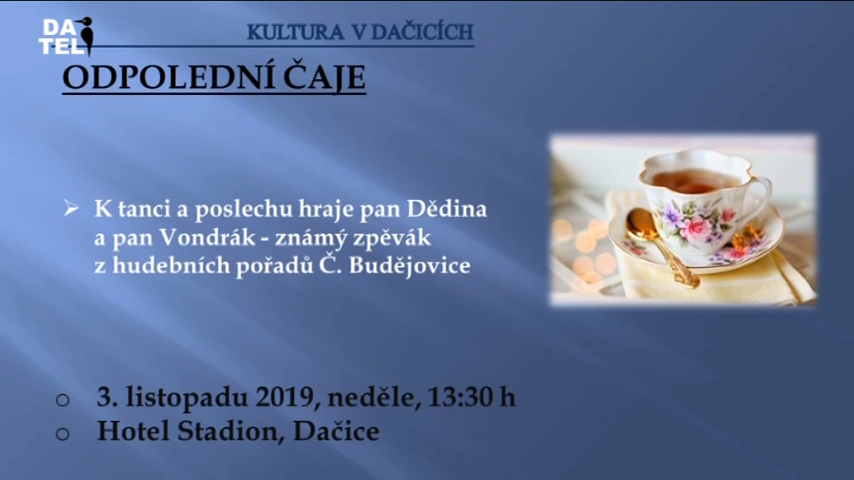 DA
TEL
KULTURA V DAČICÍCH
ODPOLEDNÍ ČAJE
K tanci a poslechu hraje pan Dědina
a pan Vondrák - známý zpěvák
z hudebních pořadů Č. Budějovice
3. listopadu 2019, neděle, 13:30 h
Hotel Stadion, Dačice